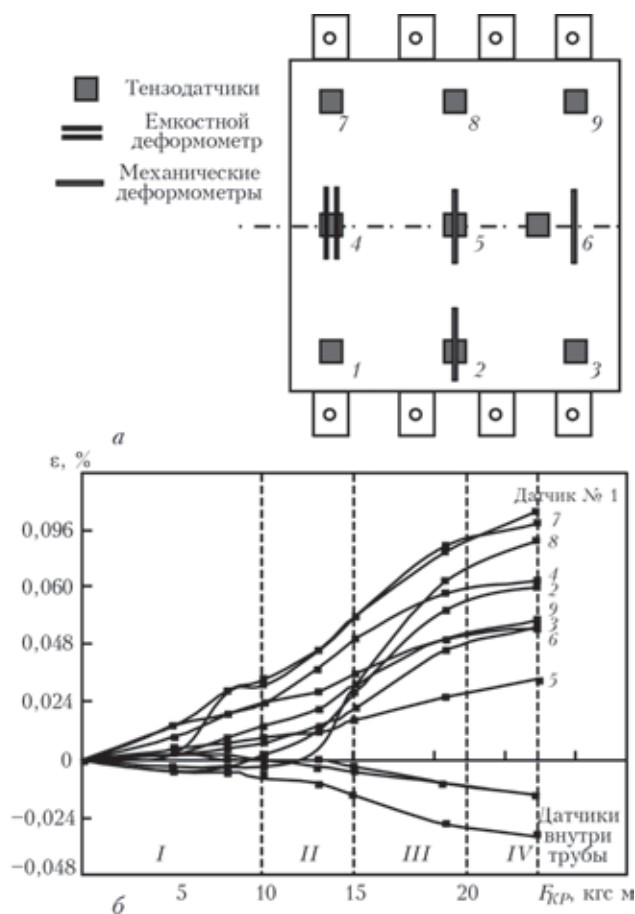 Тензодатчики
Емкостной
деформометр
Механические
деформометры
7
8
9
4
5
6
1
2
3
а
ε, %
Датчик № 1
0,096
7
8
0,060
4
2
0,048
9
3
6
0,024
5
0
−0,024
Датчики
внутри
трубы
−0,048
I
II
III
IV
5
10
15
20
F_КР, кгс м
б